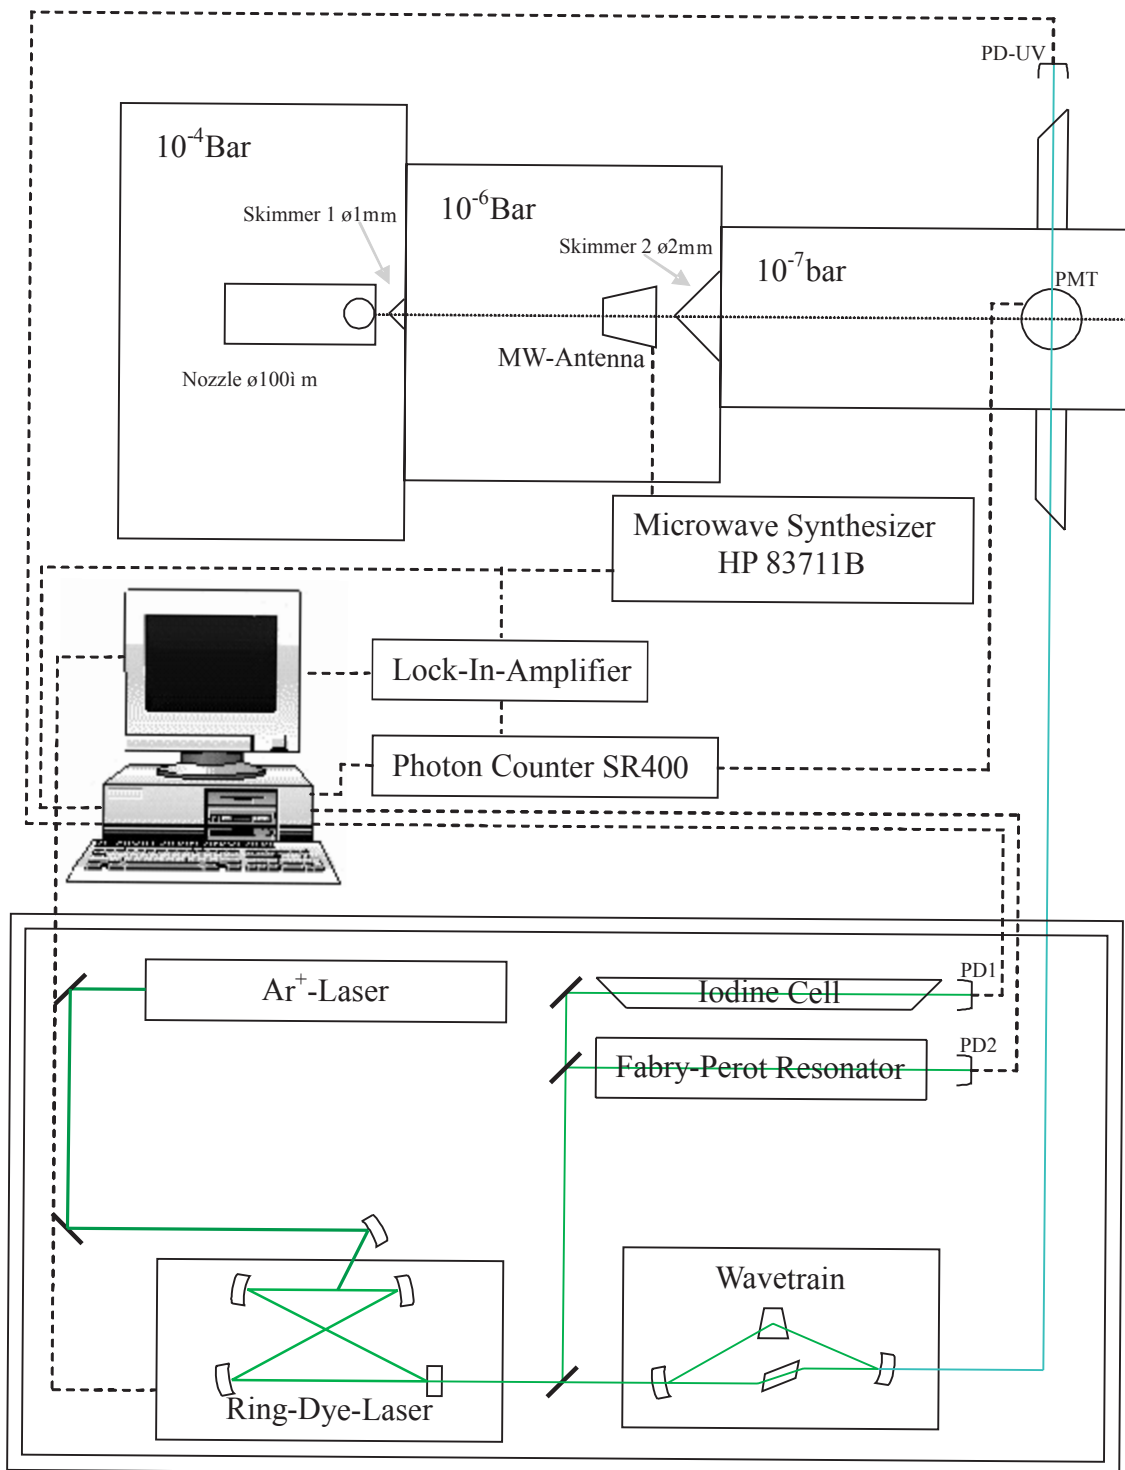 PD-UV
10⁻⁴Bar
Skimmer 1 ø1mm
10⁻⁶Bar
Skimmer 2 ø2mm
10⁻⁷bar
PMT
MW-Antenna
Nozzle ø100ì m
Microwave Synthesizer
HP 83711B
Lock-In-Amplifier
Photon Counter SR400
Ar⁺-Laser
Iodine Cell
PD1
PD2
Fabry-Perot Resonator
Wavetrain
Ring-Dye-Laser